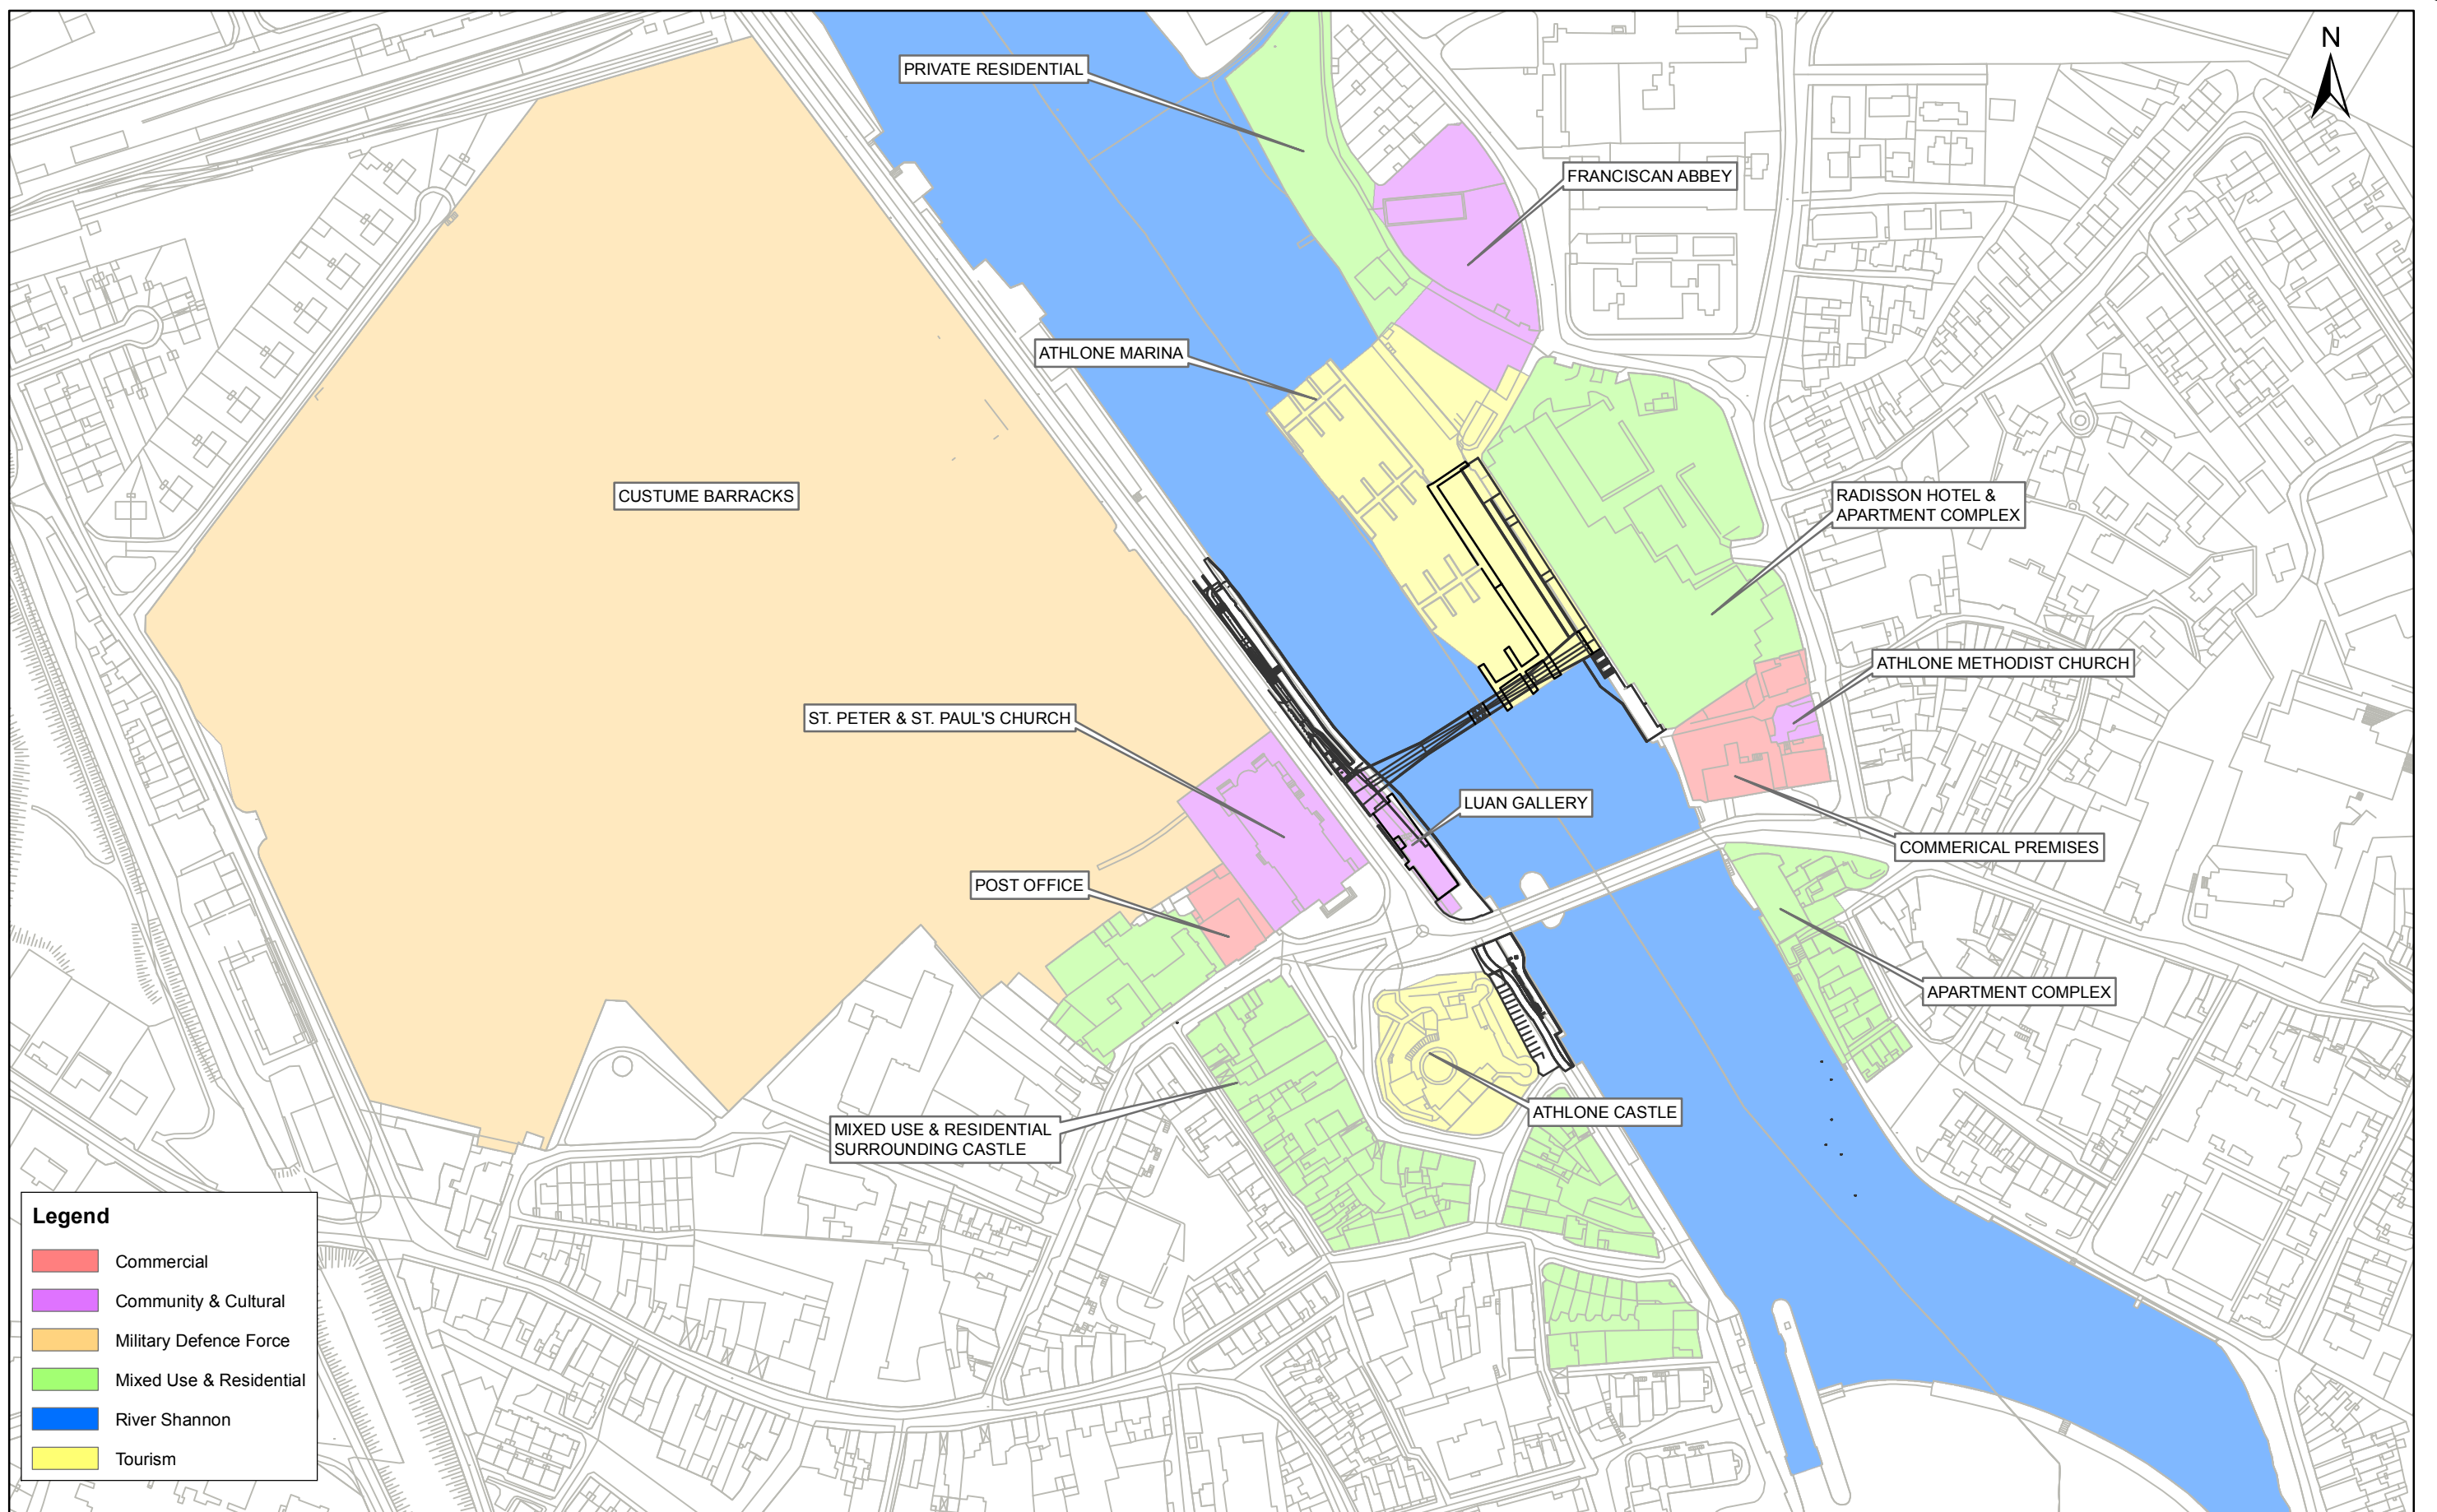 N
PRIVATE RESIDENTIAL
FRANCISCAN ABBEY
ATHLONE MARINA
CUSTUME BARRACKS
RADISSON HOTEL &
APARTMENT COMPLEX
ATHLONE METHODIST CHURCH
ST. PETER & ST. PAUL'S CHURCH
LUAN GALLERY
COMMERICAL PREMISES
POST OFFICE
APARTMENT COMPLEX
ATHLONE CASTLE
MIXED USE & RESIDENTIAL
SURROUNDING CASTLE
Legend
Commercial
Community & Cultural
Military Defence Force
Mixed Use & Residential
River Shannon
Tourism